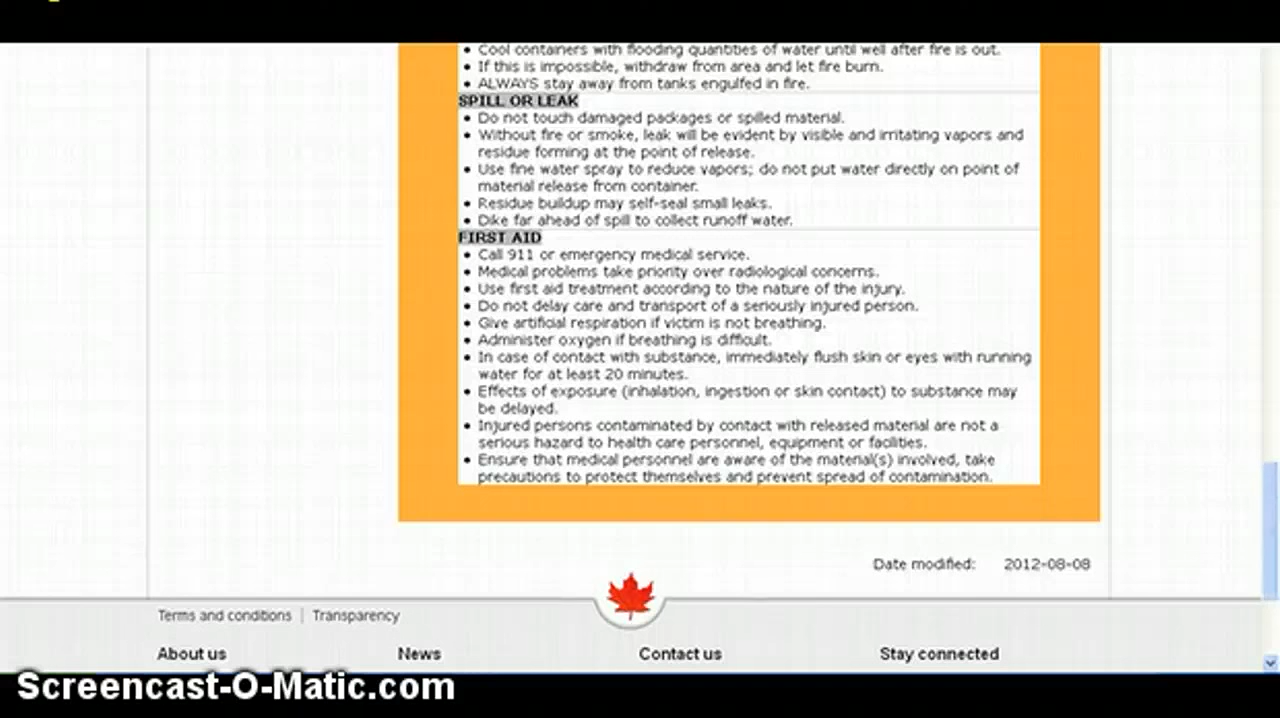 • Cool containers with flooding quantities of water until well after fire is out.
• If this is impossible, withdraw from area and let fire burn.
• ALWAYS stay away from tanks engulfed in fire.
SPILL OR LEAK
• Do not touch damaged packages or spilled material.
• Without fire or smoke, leak will be evident by visible and irritating vapors and
residue forming at the point of release.
• Use fine water spray to reduce vapors; do not put water directly on point of
material release from container.
• Residue buildup may self-seal small leaks.
• Dike far ahead of spill to collect runoff water.
FIRST AID
• Call 911 or emergency medical service.
• Medical problems take priority over radiological concerns.
• Use first aid treatment according to the nature of the injury.
• Do not delay care and transport of a seriously injured person.
• Give artificial respiration if victim is not breathing.
• Administer oxygen if breathing is difficult.
• In case of contact with substance, immediately flush skin or eyes with running
water for at least 20 minutes.
• Effects of exposure (inhalation, ingestion or skin contact) to substance may
be delayed.
• Injured persons contaminated by contact with released material are not a
serious hazard to health care personnel, equipment or facilities.
• Ensure that medical personnel are aware of the material(s) involved, take
precautions to protect themselves and prevent spread of contamination.
Date modified: 2012-08-08
Terms and conditions | Transparency
About us News Contact us Stay connected
Screencast-O-Matic.com